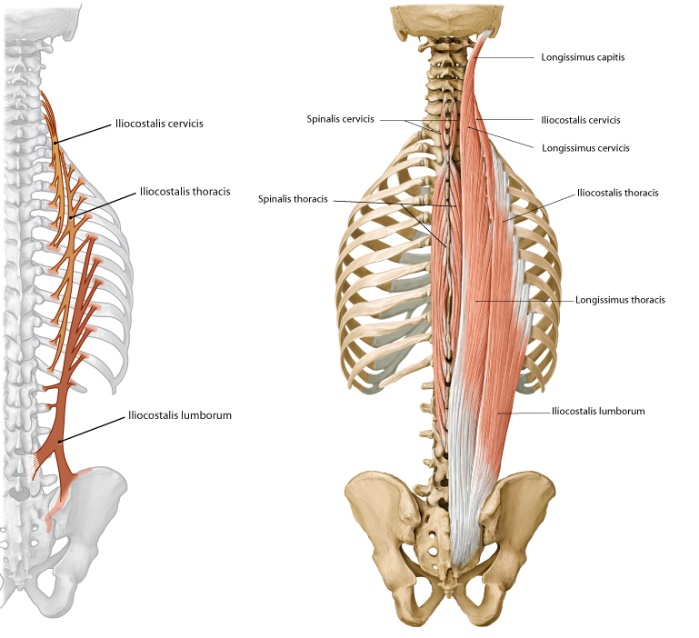 Iliocostalis cervicis
Iliocostalis thoracis
Iliocostalis lumborum
Longissimus capitis
Spinalis cervicis
Iliocostalis cervicis
Longissimus cervicis
Spinalis thoracis
Iliocostalis thoracis
Longissimus thoracis
Iliocostalis lumborum